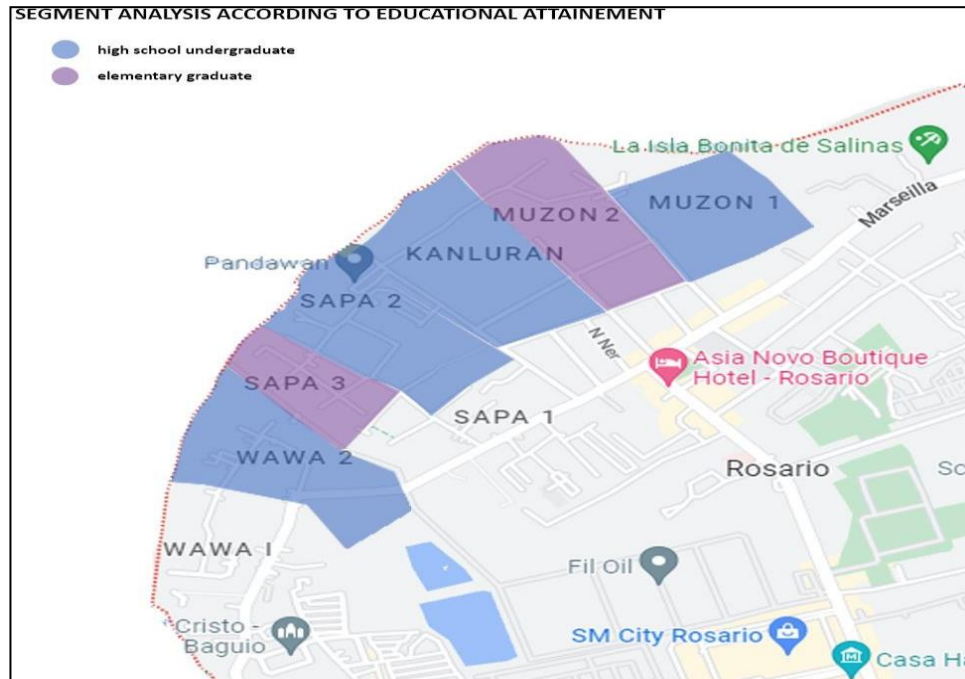 SEGMENT ANALYSIS ACCORDING TO EDUCATIONAL ATTAINEMENT
high school undergraduate
elementary graduate
La Isla Bonita de Salinas
MUZON 1
MUZON 2
Marseilla
KANLURAN
Pandawan
SAPA 2
N Ner
Asia Novo Boutique
Hotel - Rosario
SAPA 3
SAPA 1
WAWA 2
Rosario
WAWA I
Fil Oil
Cristo -
Baguio
SM City Rosario
Casa Ha